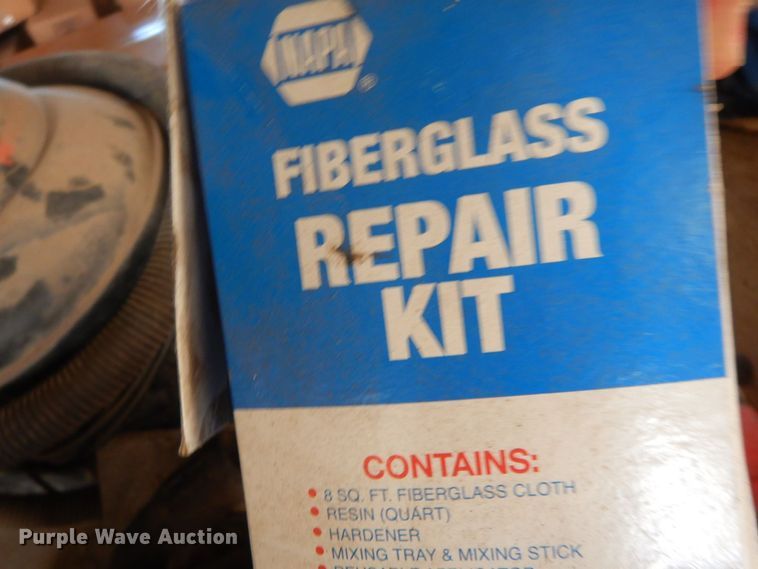 NAPA
®
FIBERGLASS
REPAIR
KIT
CONTAINS:
• 8 SQ. FT. FIBERGLASS CLOTH
• RESIN (QUART)
• HARDENER
• MIXING TRAY & MIXING STICK
Purple Wave Auction